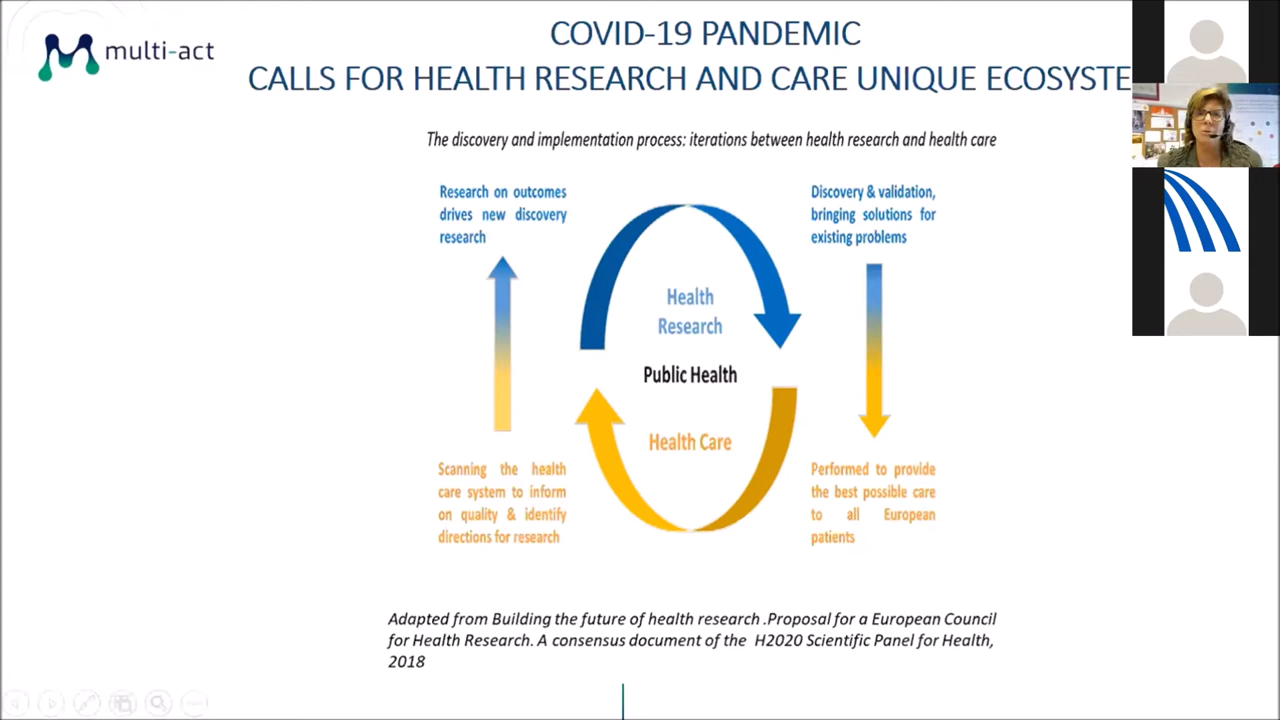 multi-act
COVID-19 PANDEMIC
CALLS FOR HEALTH RESEARCH AND CARE UNIQUE ECOSYSTE
The discovery and implementation process: iterations between health research and health care
Research on outcomes
drives new discovery
research
Discovery & validation,
bringing solutions for
existing problems
Health
Research
Public Health
Health Care
Scanning the health
care system to inform
on quality & identify
directions for research
Performed to provide
the best possible care
to all European
patients
Adapted from Building the future of health research .Proposal for a European Council
for Health Research. A consensus document of the H2020 Scientific Panel for Health,
2018